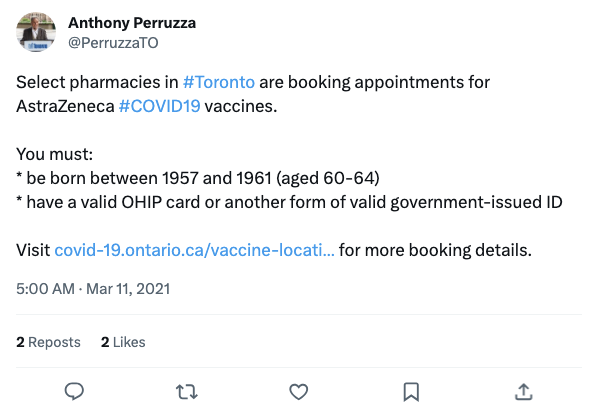 Anthony Perruzza
@PerruzzaTO
Select pharmacies in #Toronto are booking appointments for
AstraZeneca #COVID19 vaccines.
You must:
* be born between 1957 and 1961 (aged 60-64)
* have a valid OHIP card or another form of valid government-issued ID
Visit covid-19.ontario.ca/vaccine-locati... for more booking details.
5:00 AM · Mar 11, 2021
2 Reposts 2 Likes